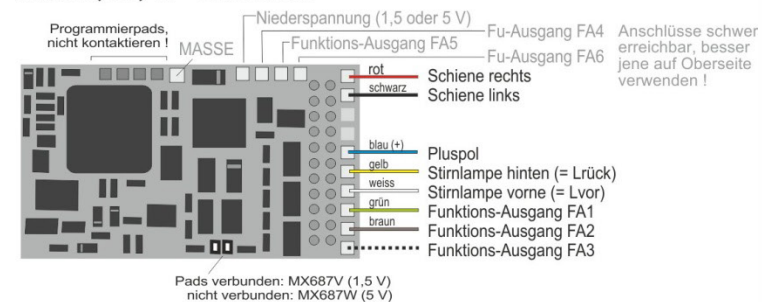 Programmierpads,
nicht kontaktieren !
MASSE
Niederspannung (1,5 oder 5 V)
Funktions-Ausgang FA5
Fu-Ausgang FA4
Fu-Ausgang FA6
Anschlüsse schwer
erreichbar, besser
jene auf Oberseite
verwenden !
rot
Schiene rechts
schwarz
Schiene links
blau (+)
Pluspol
gelb
Stirnlampe hinten (= Lrück)
weiss
Stirnlampe vorne (= Lvor)
grün
Funktions-Ausgang FA1
braun
Funktions-Ausgang FA2
Funktions-Ausgang FA3
Pads verbunden: MX687V (1,5 V)
nicht verbunden: MX687W (5 V)